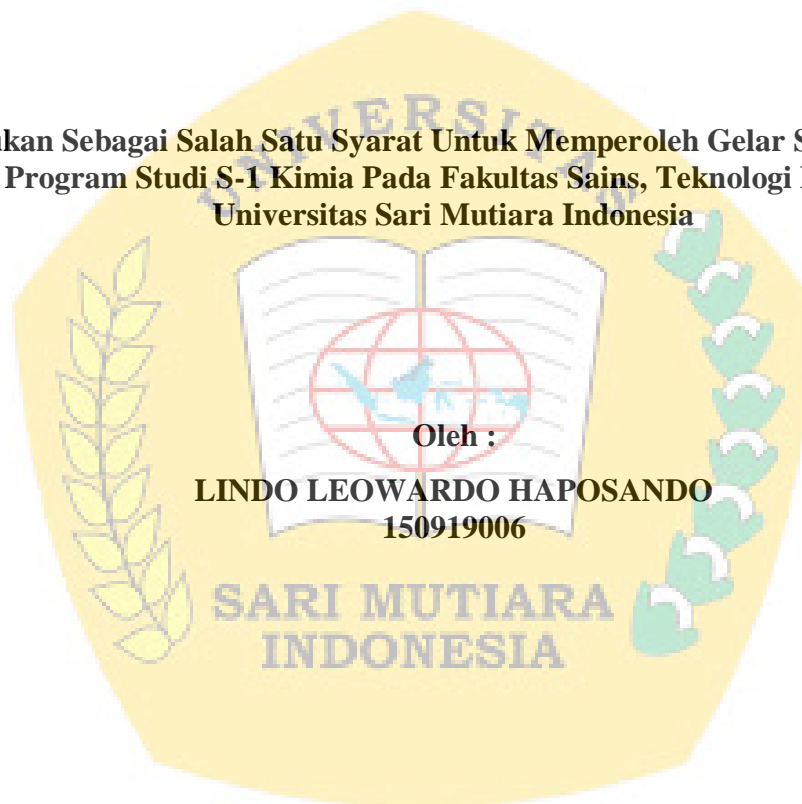 UNIVERSITAS
Sebagai Salah Satu Syarat Untuk Memperoleh Gelar
Program Studi S-1 Kimia Pada Fakultas Sains, Teknologi
Universitas Sari Mutiara Indonesia
Oleh :
LINDO LEOWARDO HAPOSANDO
150919006
SARI MUTIARA
INDONESIA